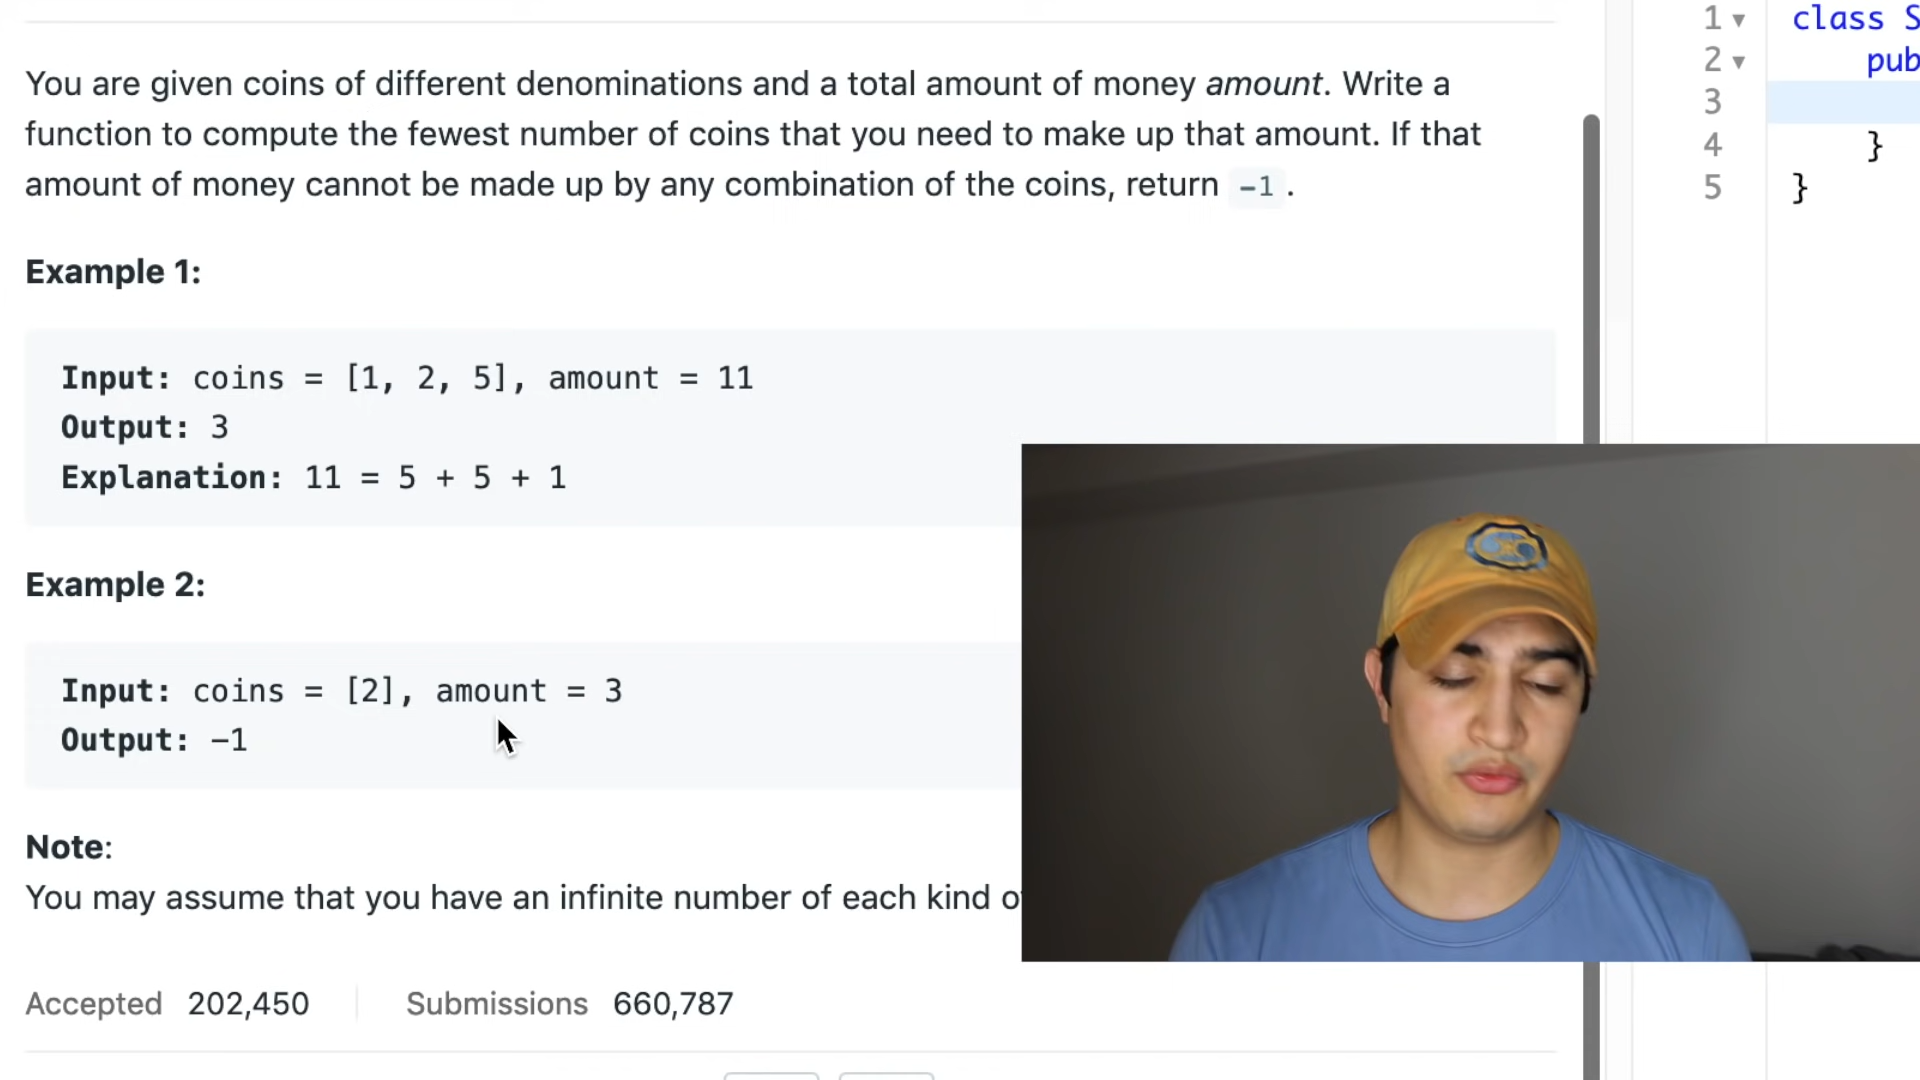 You are given coins of different denominations and a total amount of money amount. Write a
function to compute the fewest number of coins that you need to make up that amount. If that
amount of money cannot be made up by any combination of the coins, return -1 .
Example 1:
Input: coins = [1, 2, 5], amount = 11
Output: 3
Explanation: 11 = 5 + 5 + 1
Example 2:
Input: coins = [2], amount = 3
Output: -1
Note:
You may assume that you have an infinite number of each kind
Accepted 202,450 Submissions 660,787
1 class S
2 pub
3
4 }
5 }